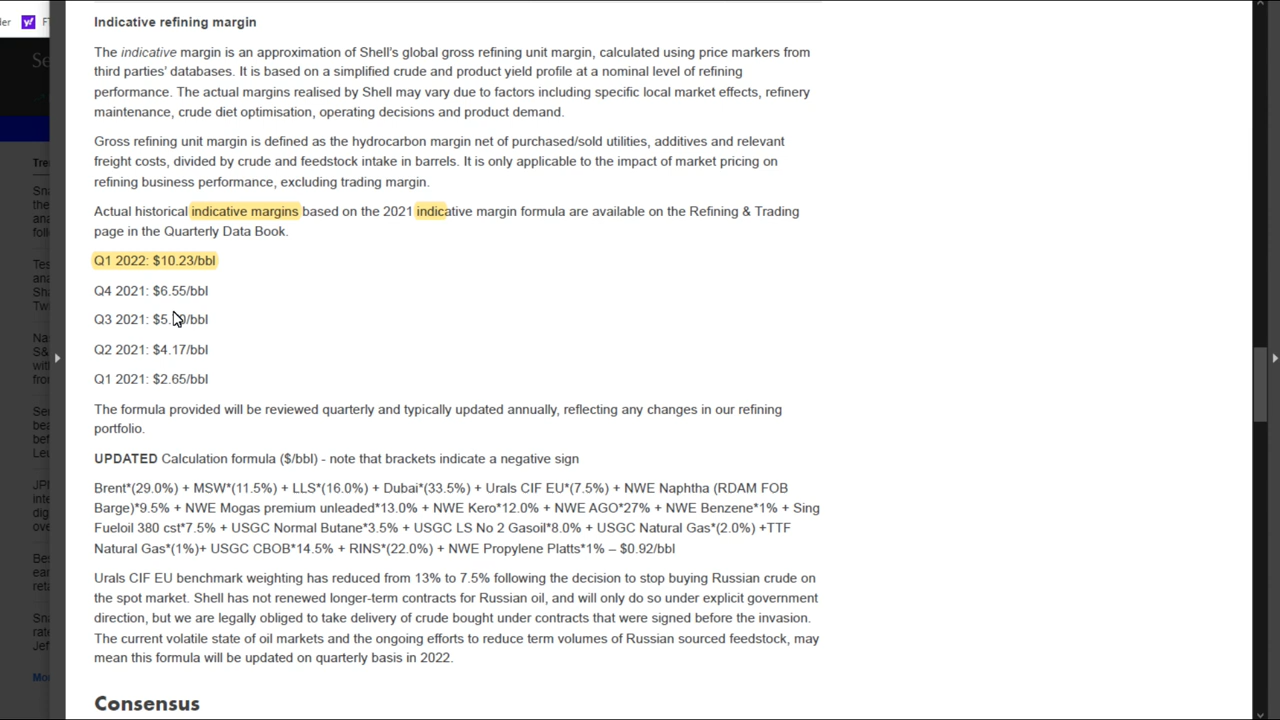 der
Indicative refining margin
The indicative margin is an approximation of Shell's global gross refining unit margin, calculated using price markers from
third parties' databases. It is based on a simplified crude and product yield profile at a nominal level of refining
performance. The actual margins realised by Shell may vary due to factors including specific local market effects, refinery
maintenance, crude diet optimisation, operating decisions and product demand.
Gross refining unit margin is defined as the hydrocarbon margin net of purchased/sold utilities, additives and relevant
freight costs, divided by crude and feedstock intake in barrels. It is only applicable to the impact of market pricing on
refining business performance, excluding trading margin.
Actual historical indicative margins based on the 2021 indicative margin formula are available on the Refining & Trading
page in the Quarterly Data Book.
Q1 2022: $10.23/bbl
Q4 2021: $6.55/bbl
Q3 2021: /bbl
Q2 2021: $4.17/bbl
Q1 2021: $2.65/bbl
The formula provided will be reviewed quarterly and typically updated annually, reflecting any changes in our refining
portfolio.
UPDATED Calculation formula ($/bbl) - note that brackets indicate a negative sign
Brent*(29.0%) + MSW*(11.5%) + LLS*(16.0%) + Dubai*(33.5%) + Urals CIF EU*(7.5%) + NWE Naphtha (RDAM FOB
Barge)*9.5% + NWE Mogas premium unleaded*13.0% + NWE Kero*12.0% + NWE AGO*27% + NWE Benzene*1% + Sing
Fueloil 380 cst*7.5% + USGC Normal Butane*3.5% + USGC LS No 2 Gasoil*8.0% + USGC Natural Gas*(2.0%) +TTF
Natural Gas*(1%)+ USGC CBOB*14.5% + RINS*(22.0%) + NWE Propylene Platts*1% – $0.92/bbl
Urals CIF EU benchmark weighting has reduced from 13% to 7.5% following the decision to stop buying Russian crude on
the spot market. Shell has not renewed longer-term contracts for Russian oil, and will only do so under explicit government
direction, but we are legally obliged to take delivery of crude bought under contracts that were signed before the invasion.
The current volatile state of oil markets and the ongoing efforts to reduce term volumes of Russian sourced feedstock, may
mean this formula will be updated on quarterly basis in 2022.
Consensus